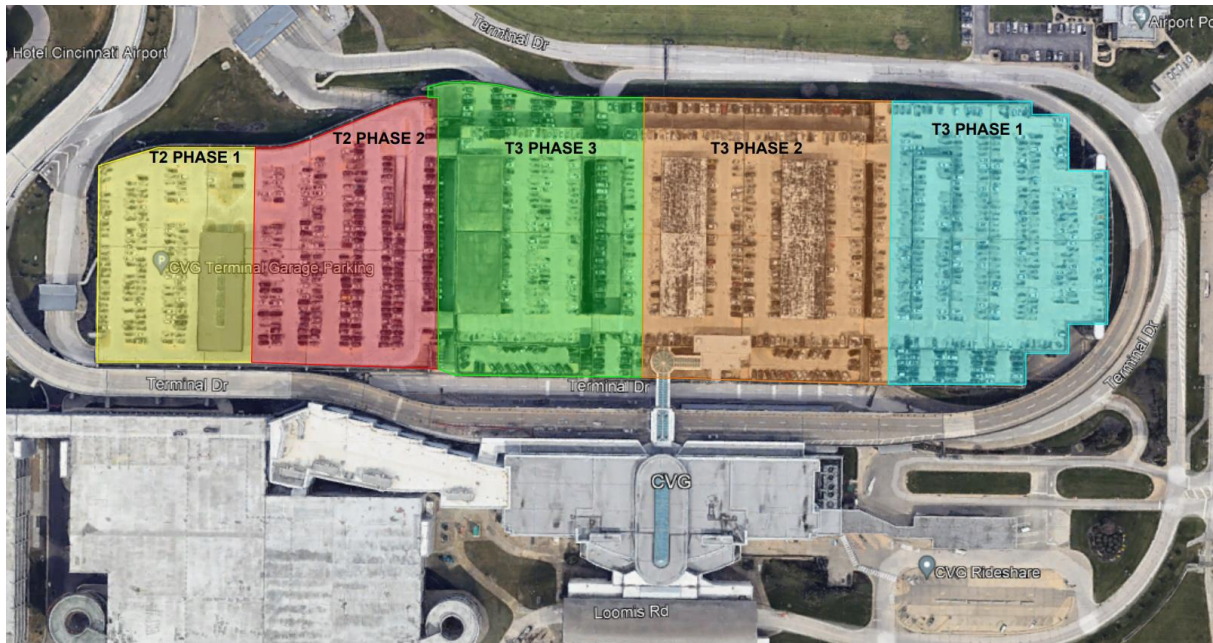 Terminal Dr
Airport Po
Hotel Cincinnati Airport
T2 PHASE 1
T2 PHASE 2
T3 PHASE 3
T3 PHASE 2
T3 PHASE 1
P
CVG Terminal Garage Parking
Terminal Dr
Terminal Dr
Terminal Dr
CVG
CVG Rideshare
Loomis Rd